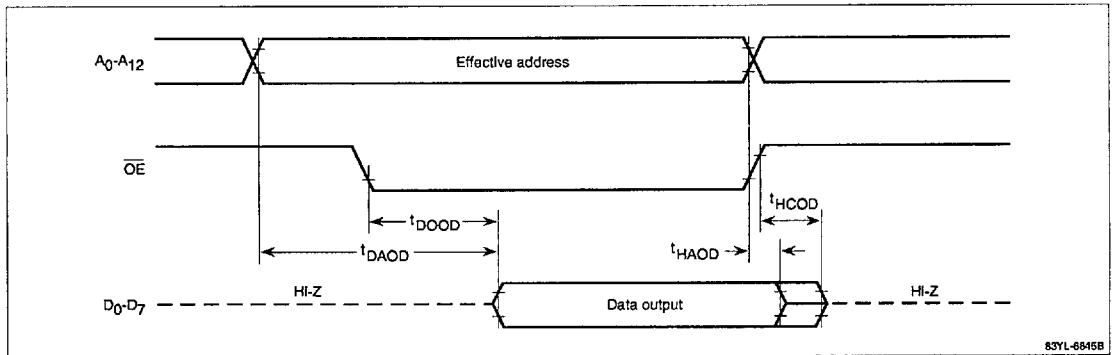 A0-A12
Effective address
OE
tDOOD
tHCOD
tDAOD
tHAOD
HI-Z
HI-Z
D0-D7
Data output
83YL-6845B